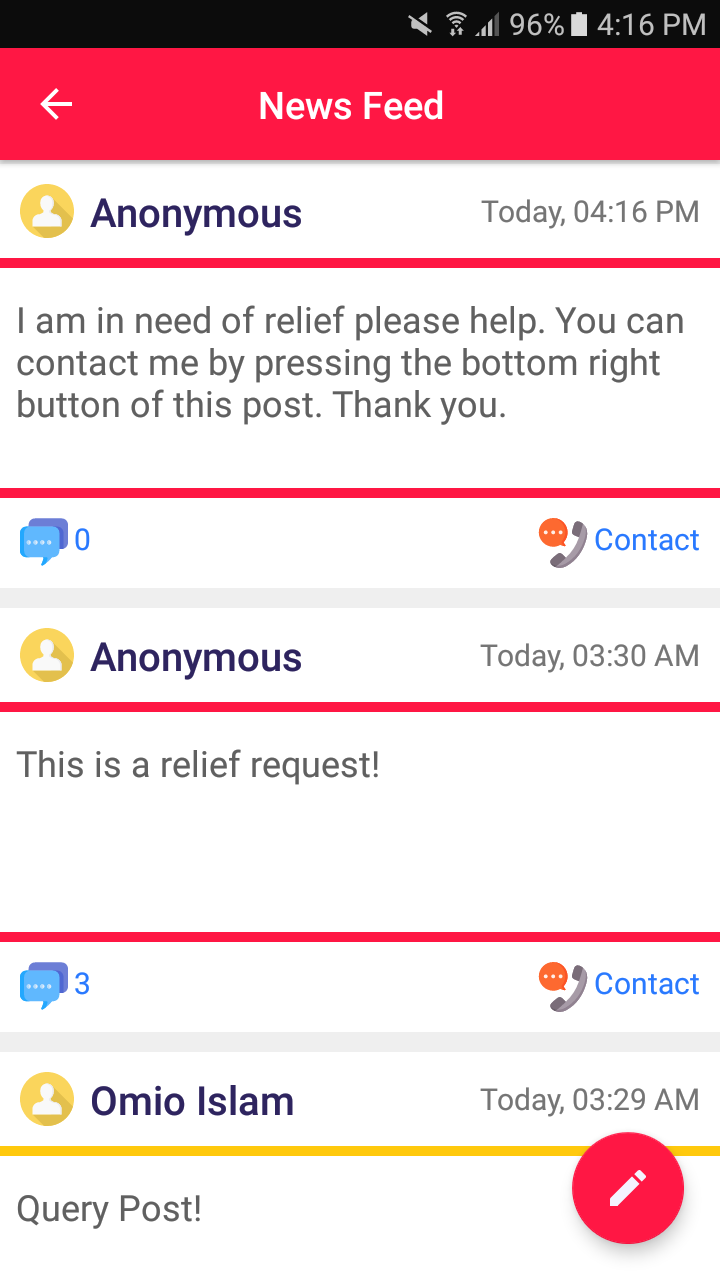 96% 4:16 PM
News Feed
Anonymous Today, 04:16 PM
I am in need of relief please help. You can
contact me by pressing the bottom right
button of this post. Thank you.
0 Contact
Anonymous Today, 03:30 AM
This is a relief request!
3 Contact
Omio Islam Today, 03:29 AM
Query Post!